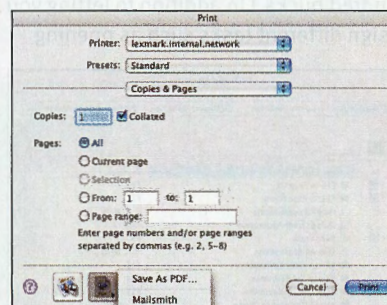 Print
Printer: lexmark.internal.network
Presets: Standard
Copies & Pages
Copies: 1 Collated
Pages: All
Current page
Selection
From: 1 to: 1
Page range:
Enter page numbers and/or page ranges
separated by commas (e.g. 2, 5-8)
? Save As PDF... Cancel Print
Mailsmith